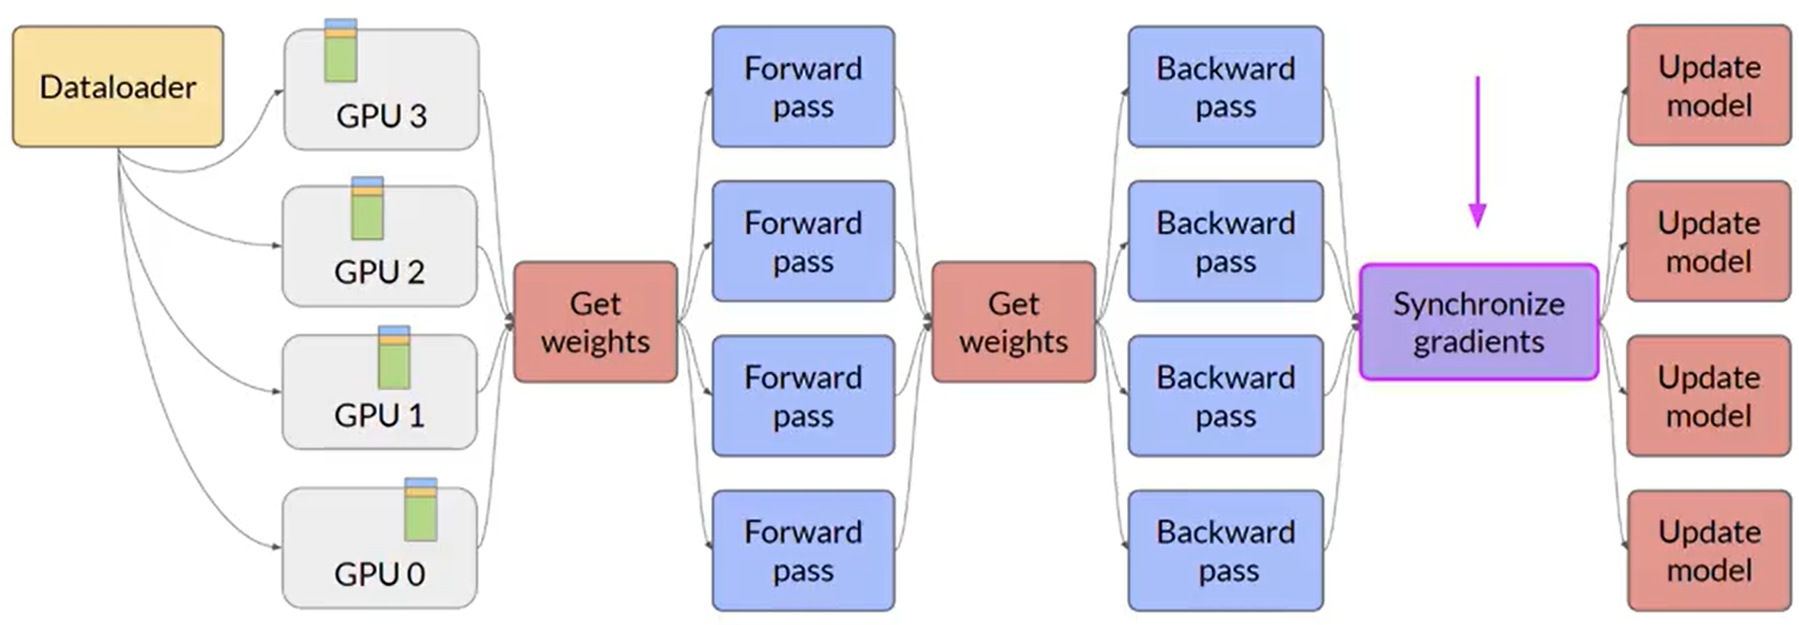 Dataloader
GPU 3
GPU 2
GPU 1
GPU 0
Get
weights
Forward
pass
Forward
pass
Forward
pass
Forward
pass
Get
weights
Backward
pass
Backward
pass
Backward
pass
Backward
pass
Synchronize
gradients
Update
model
Update
model
Update
model
Update
model